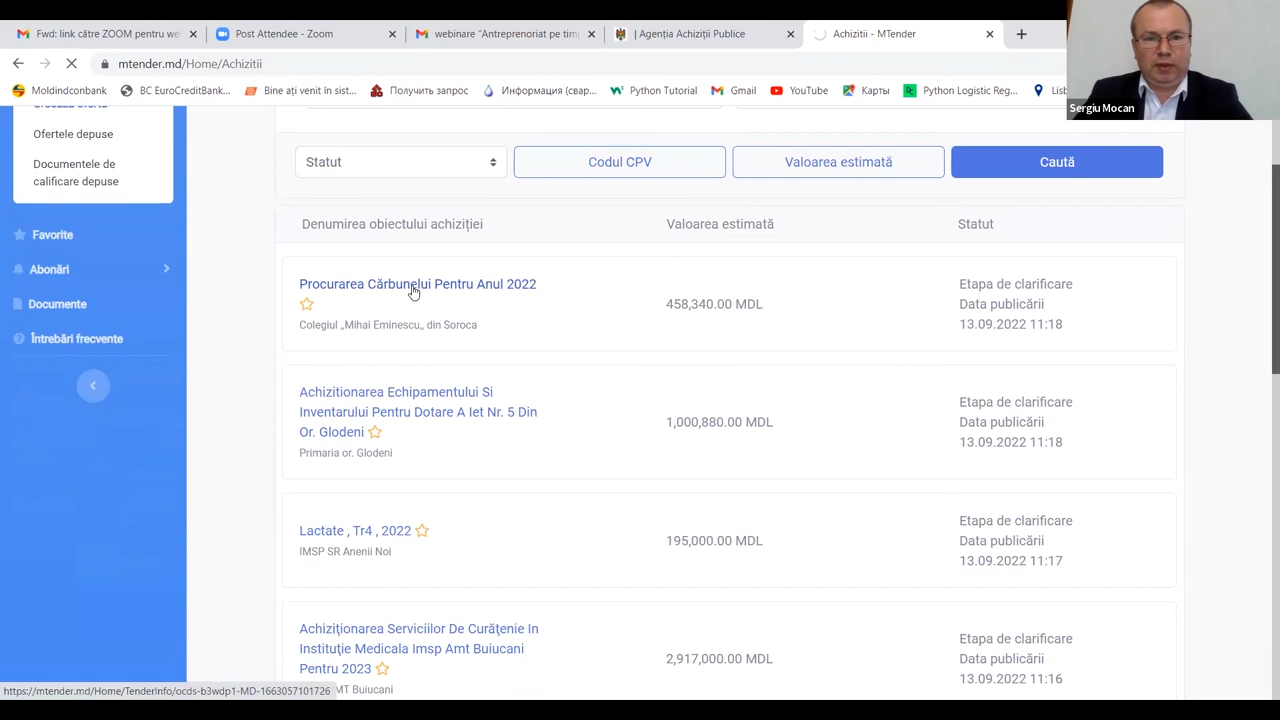 Fwd: link către ZOOM pentru we
Post Attendee - Zoom
webinare "Antreprenoriat pe timp
| Agenția Achiziții Publice
Achizitii - MTender
mtender.md/Home/Achizitii
Moldindconbank
BC EuroCreditBank...
Bine ați venit în sist...
Получить запрос
Информация (свар...
Python Tutorial
Gmail
YouTube
Карты
Python Logistic Reg...
Lisb
Sergiu Mocan
Ofertele depuse
Documentele de
calificare depuse
Favorite
Abonări
Documente
Întrebări frecvente
Statut
Codul CPV
Valoarea estimată
Caută
Denumirea obiectului achiziției
Valoarea estimată
Statut
Procurarea Cărbunelui Pentru Anul 2022
Colegiul ,,Mihai Eminescu,, din Soroca
458,340.00 MDL
Etapa de clarificare
Data publicării
13.09.2022 11:18
Achizitionarea Echipamentului Si
Inventarului Pentru Dotare A Iet Nr. 5 Din
Or. Glodeni
Primaria or. Glodeni
1,000,880.00 MDL
Etapa de clarificare
Data publicării
13.09.2022 11:18
Lactate , Tr4 , 2022
IMSP SR Anenii Noi
195,000.00 MDL
Etapa de clarificare
Data publicării
13.09.2022 11:17
Achiziţionarea Serviciilor De Curăţenie In
Instituţie Medicala Imsp Amt Buiucani
Pentru 2023
MT Buiucani
2,917,000.00 MDL
Etapa de clarificare
Data publicării
13.09.2022 11:16
https://mtender.md/Home/TenderInfo/ocds-b3wdp1-MD-1663057101726